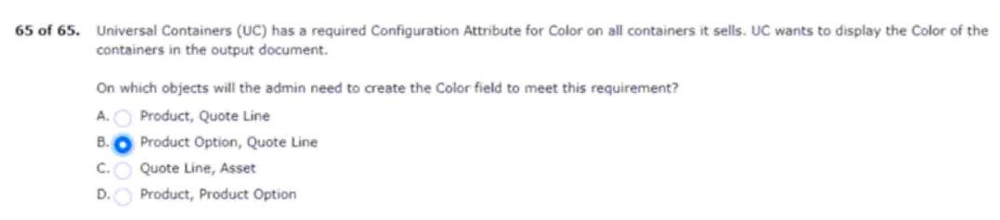 65 of 65. Universal Containers (UC) has a required Configuration Attribute for Color on all containers it sells. UC wants to display the Color of the
containers in the output document.
On which objects will the admin need to create the Color field to meet this requirement?
A. Product, Quote Line
B. Product Option, Quote Line
C. Quote Line, Asset
D. Product, Product Option